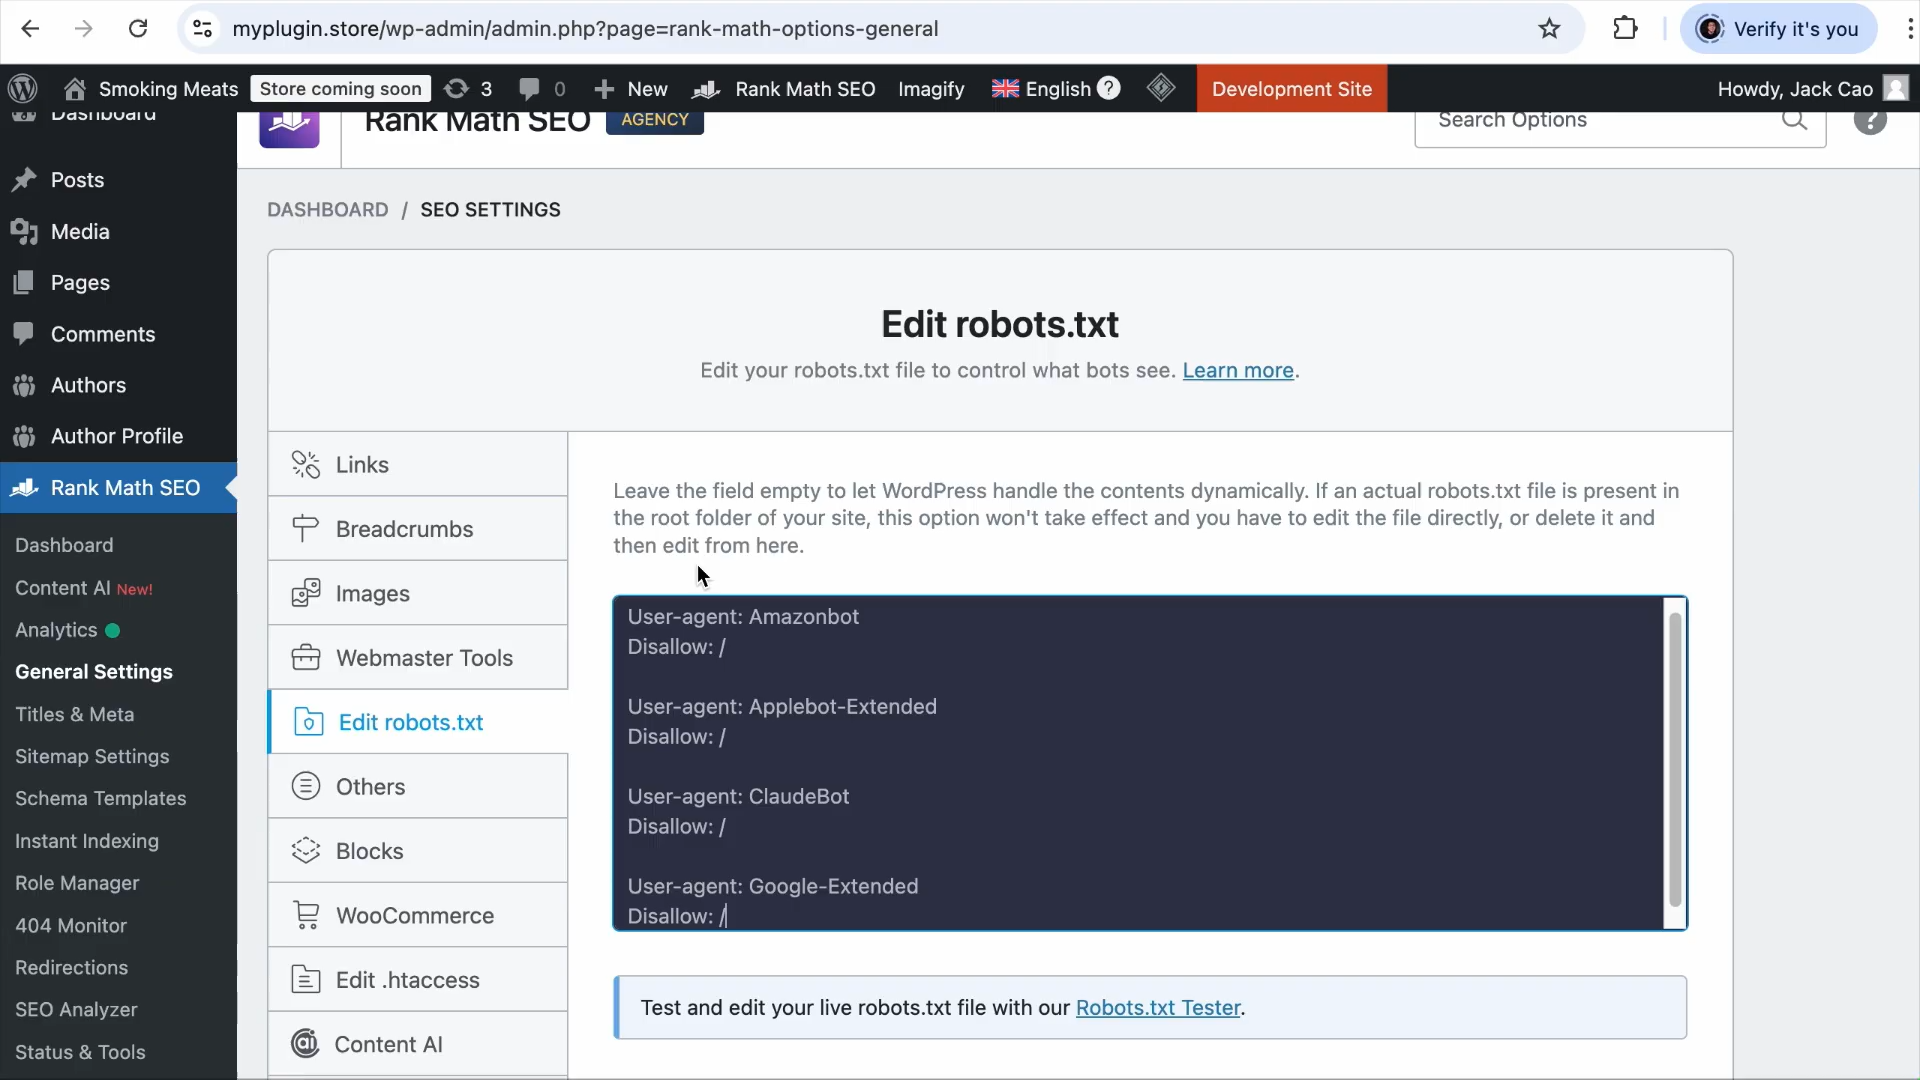 myplugin.store/wp-admin/admin.php?page=rank-math-options-general
Verify it's you
Smoking Meats
Store coming soon
3
0
New
Rank Math SEO
Imagify
English
?
Development Site
Howdy, Jack Cao
Dashboard
Posts
Media
Pages
Comments
Authors
Author Profile
Rank Math SEO
Dashboard
Content AI New!
Analytics
General Settings
Titles & Meta
Sitemap Settings
Schema Templates
Instant Indexing
Role Manager
404 Monitor
Redirections
SEO Analyzer
Status & Tools
Rank Math SEO
AGENCY
Search Options
?
DASHBOARD / SEO SETTINGS
Edit robots.txt
Edit your robots.txt file to control what bots see. Learn more.
Links
Breadcrumbs
Images
Webmaster Tools
Edit robots.txt
Others
Blocks
WooCommerce
Edit .htaccess
Content AI
Leave the field empty to let WordPress handle the contents dynamically. If an actual robots.txt file is present in
the root folder of your site, this option won't take effect and you have to edit the file directly, or delete it and
then edit from here.
User-agent: Amazonbot
Disallow: /
User-agent: Applebot-Extended
Disallow: /
User-agent: ClaudeBot
Disallow: /
User-agent: Google-Extended
Disallow: /
Test and edit your live robots.txt file with our Robots.txt Tester.